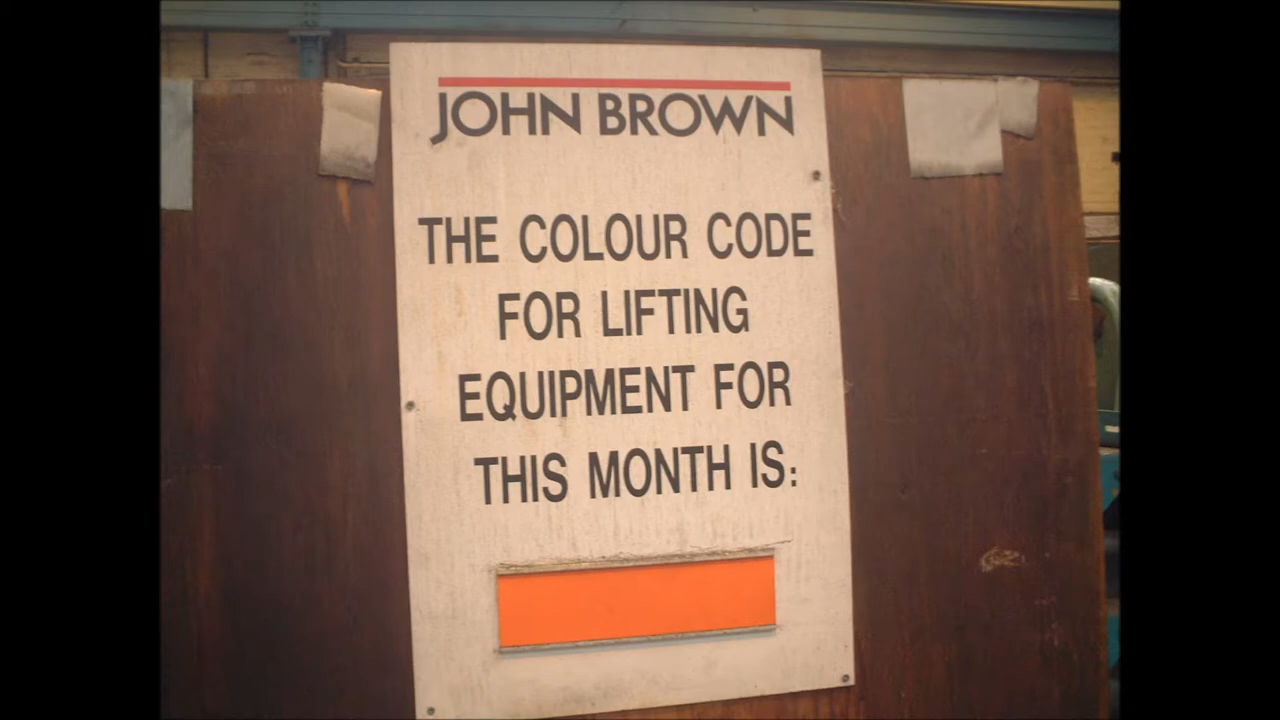 JOHN BROWN
THE COLOUR CODE
FOR LIFTING
EQUIPMENT FOR
THIS MONTH IS: